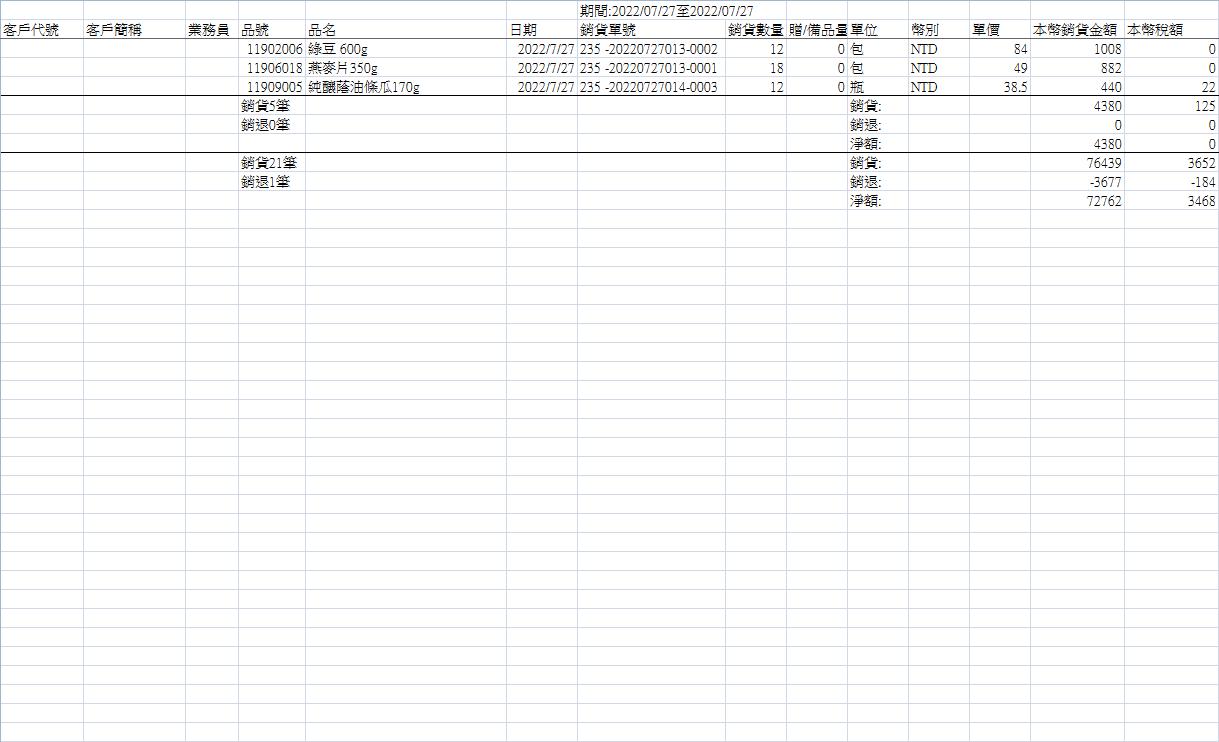 期間:2022/07/27至2022/07/27
客戶代號 客戶簡稱 業務員 品號 品名 日期 銷貨單號 銷貨數量 贈/備品量 單位 幣別 單價 本幣銷貨金額 本幣稅額
11902006 綠豆 600g 2022/7/27 235 -20220727013-0002 12 0 包 NTD 84 1008 0
11906018 燕麥片350g 2022/7/27 235 -20220727013-0001 18 0 包 NTD 49 882 0
11909005 純釀蔭油條瓜170g 2022/7/27 235 -20220727014-0003 12 0 瓶 NTD 38.5 440 22
銷貨5筆 銷貨: 4380 125
銷退0筆 銷退: 0 0
淨額: 4380 0
銷貨21筆 銷貨: 76439 3652
銷退1筆 銷退: -3677 -184
淨額: 72762 3468